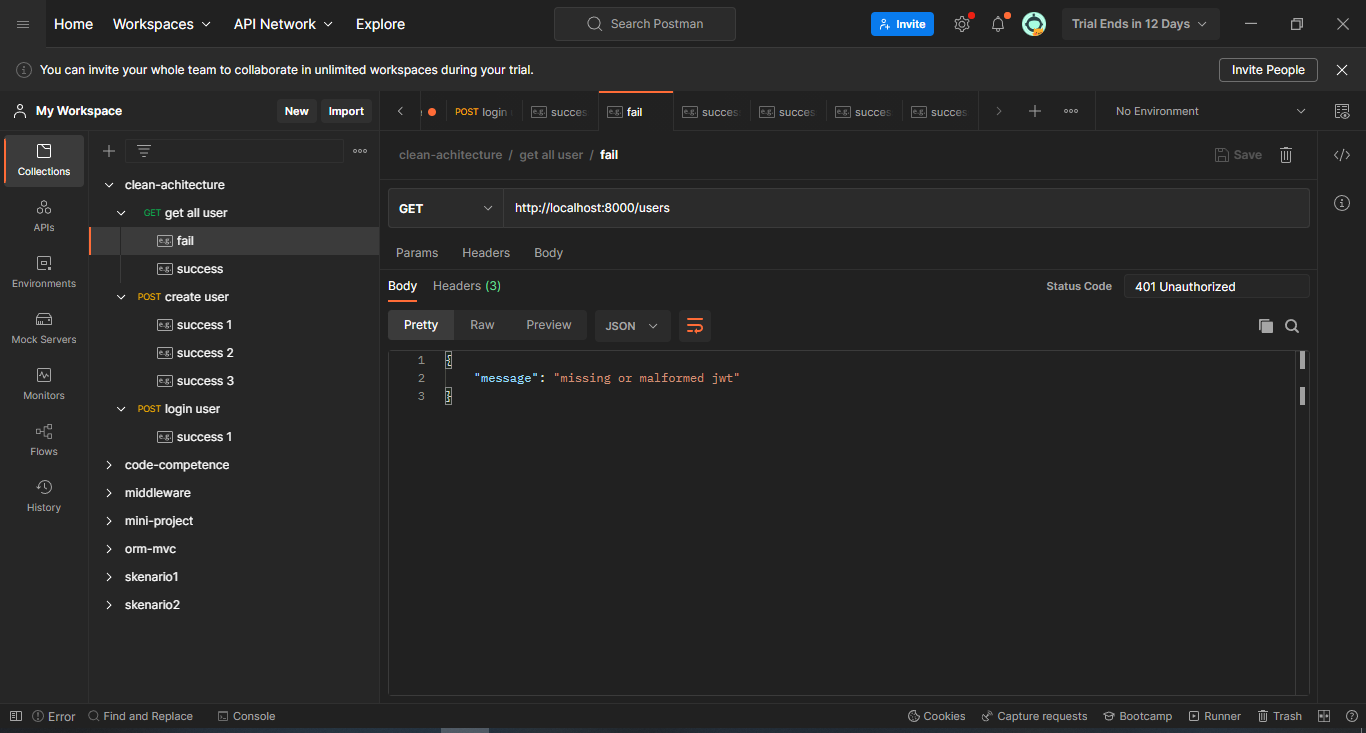 Home Workspaces API Network Explore Search Postman Invite Trial Ends in 12 Days
You can invite your whole team to collaborate in unlimited workspaces during your trial. Invite People
My Workspace New Import
POST login succes e.g. fail e.g. succes e.g. succes e.g. succes e.g. succes No Environment
Collections
APIs
Environments
Mock Servers
Monitors
Flows
History
clean-achitecture
GET get all user
e.g. fail
e.g. success
POST create user
e.g. success 1
e.g. success 2
e.g. success 3
POST login user
e.g. success 1
code-competence
middleware
mini-project
orm-mvc
skenario1
skenario2
clean-achitecture / get all user / fail Save
GET http://localhost:8000/users
Params Headers Body
Body Headers (3) Status Code 401 Unauthorized
Pretty Raw Preview JSON
1 {
2 "message": "missing or malformed jwt"
3 }
Error Find and Replace Console Cookies Capture requests Bootcamp Runner Trash